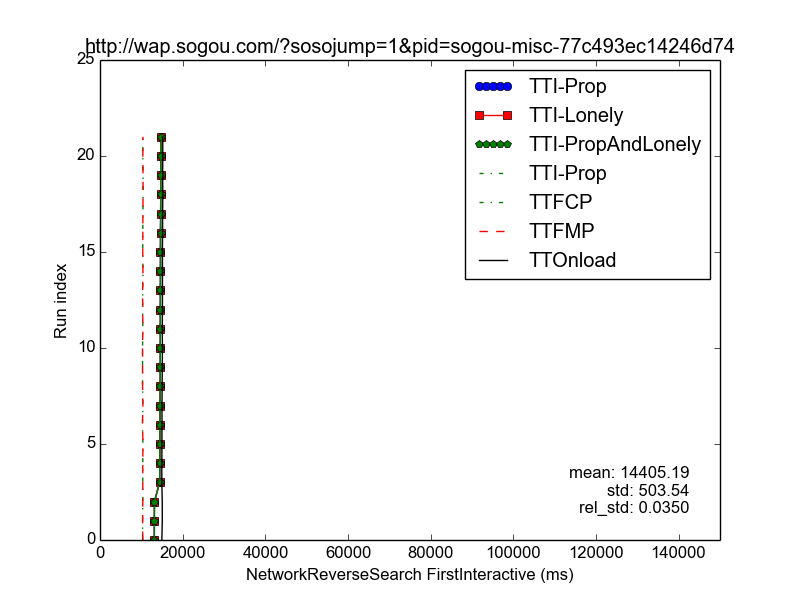 http://wap.sogou.com/?sosojump=1&pid=sogou-misc-77c493ec14246d74
25
20
15
10
5
0
Run index
TTI-Prop
TTI-Lonely
TTI-PropAndLonely
TTI-Prop
TTFCP
TTFMP
TTOnload
mean: 14405.19
std: 503.54
rel_std: 0.0350
0 20000 40000 60000 80000 100000 120000 140000
NetworkReverseSearch FirstInteractive (ms)